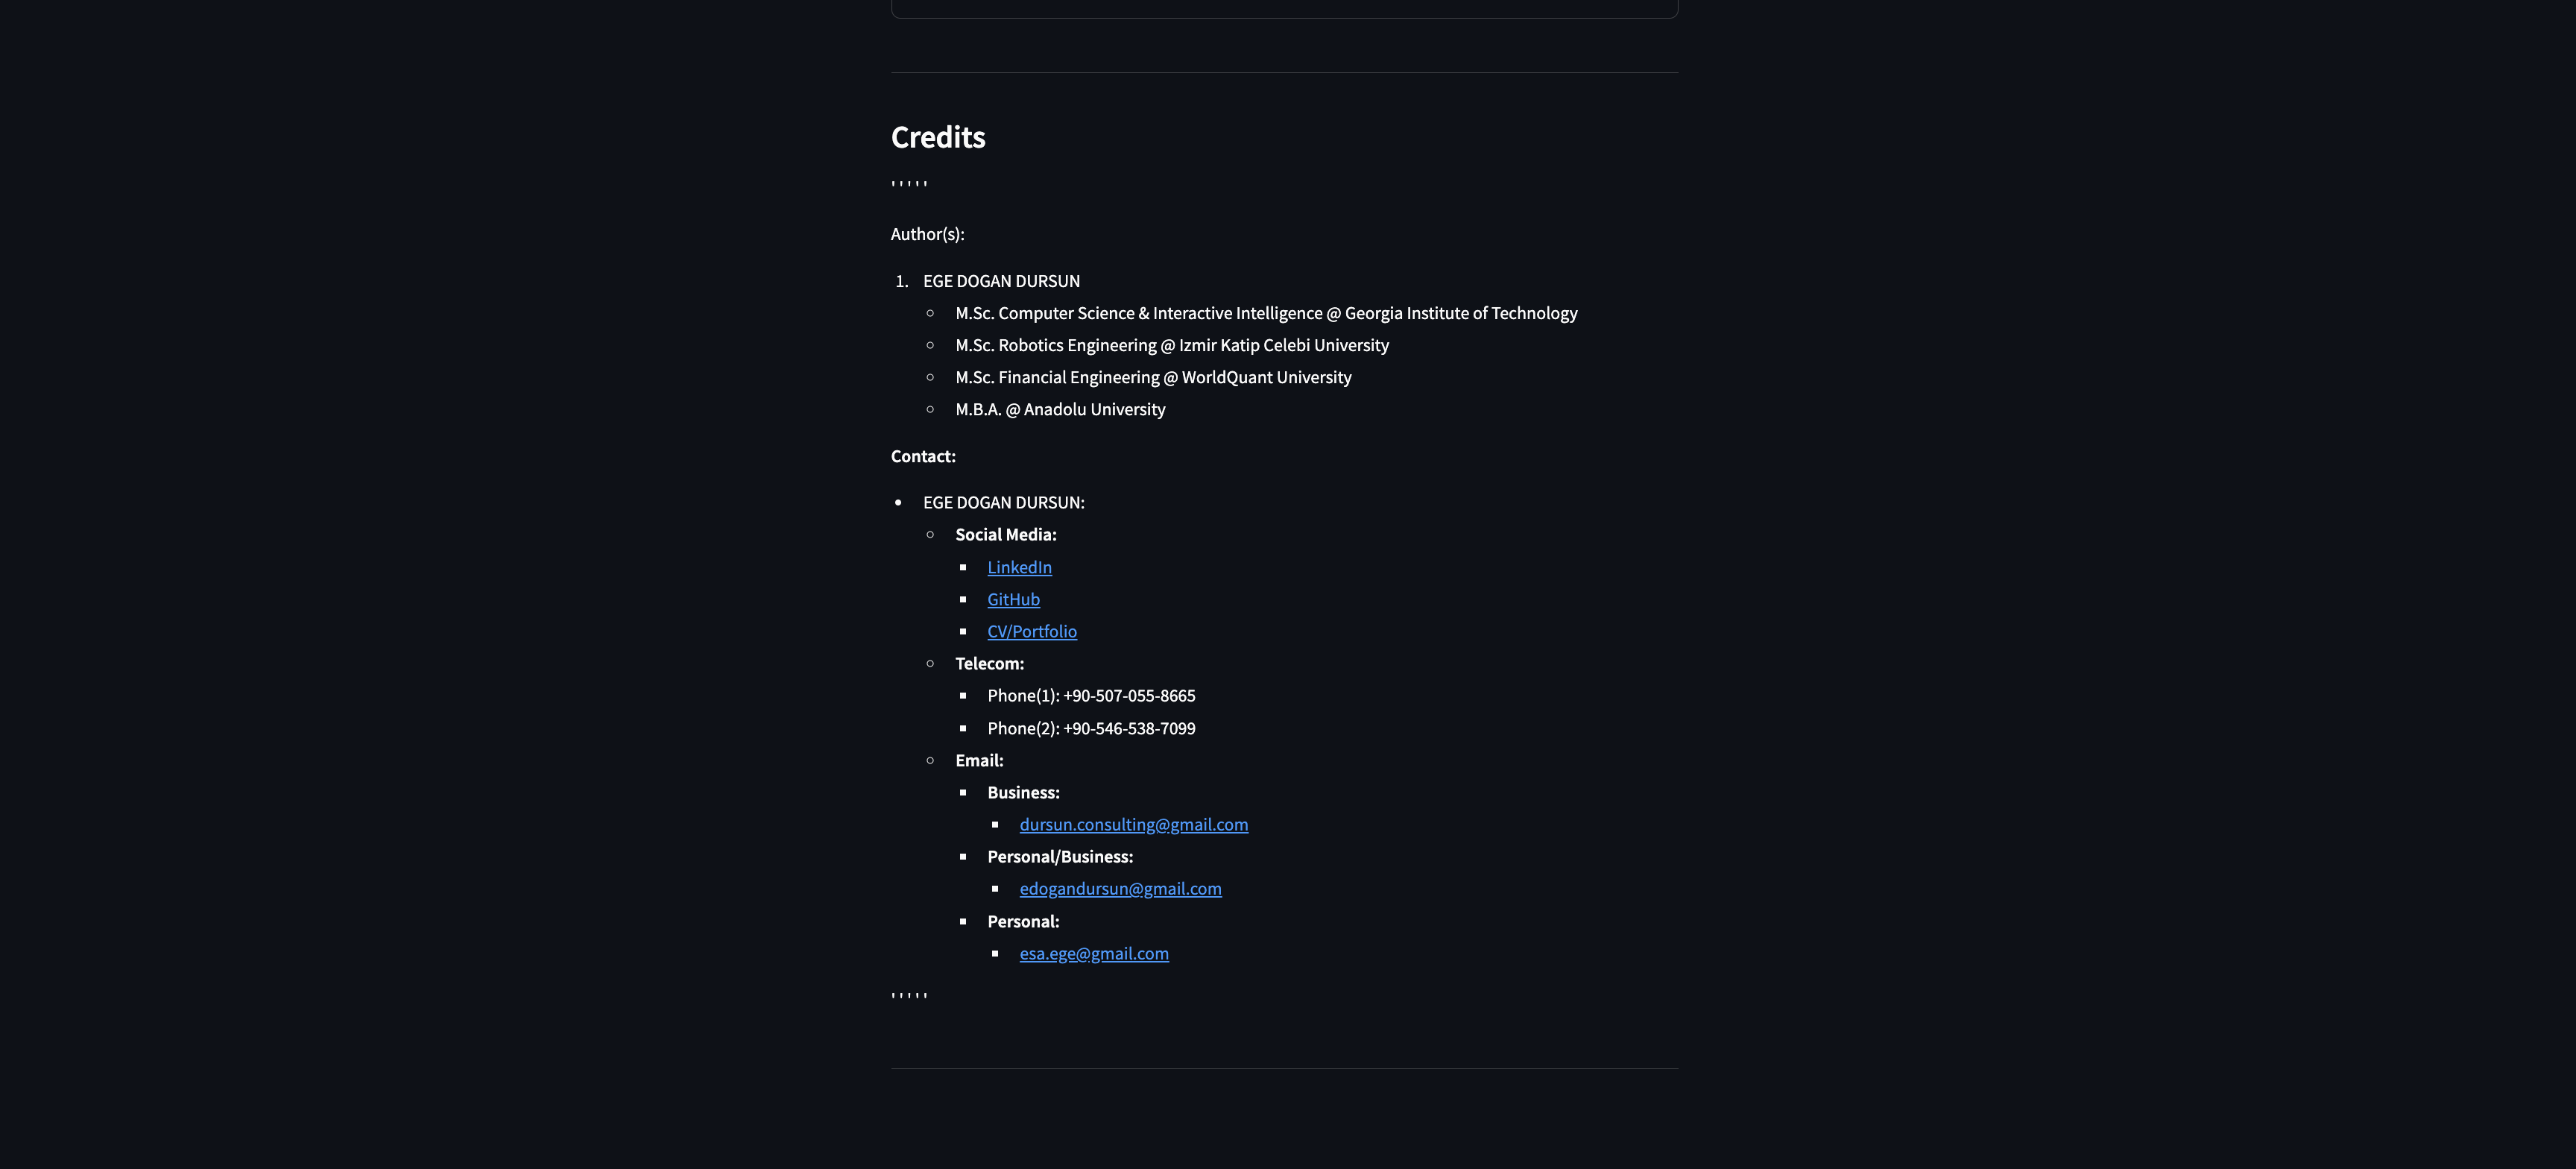 Credits
' ' ' ' '
Author(s):
1. EGE DOGAN DURSUN
M.Sc. Computer Science & Interactive Intelligence @ Georgia Institute of Technology
M.Sc. Robotics Engineering @ Izmir Katip Celebi University
M.Sc. Financial Engineering @ WorldQuant University
M.B.A. @ Anadolu University
Contact:
EGE DOGAN DURSUN:
Social Media:
LinkedIn
GitHub
CV/Portfolio
Telecom:
Phone(1): +90-507-055-8665
Phone(2): +90-546-538-7099
Email:
Business:
dursun.consulting@gmail.com
Personal/Business:
edogandursun@gmail.com
Personal:
esa.ege@gmail.com
' ' ' ' '